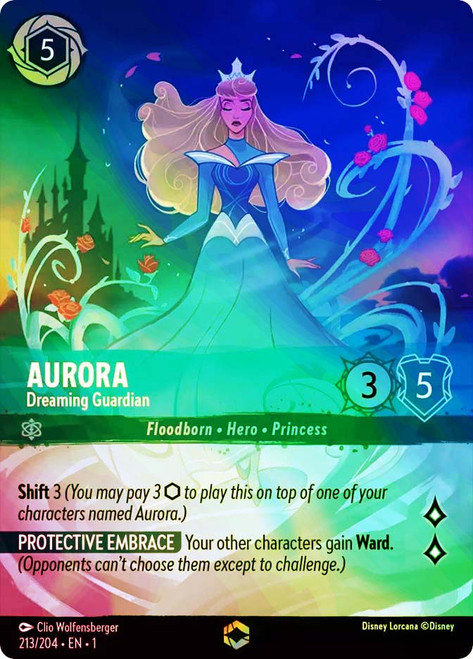 5
AURORA
Dreaming Guardian
3
5
Floodborn • Hero • Princess
Shift 3 (You may pay 3 to play this on top of one of your
characters named Aurora.)
PROTECTIVE EMBRACE Your other characters gain Ward.
(Opponents can't choose them except to challenge.)
Clio Wolfensberger
213/204 • EN • 1
Disney Lorcana ©Disney